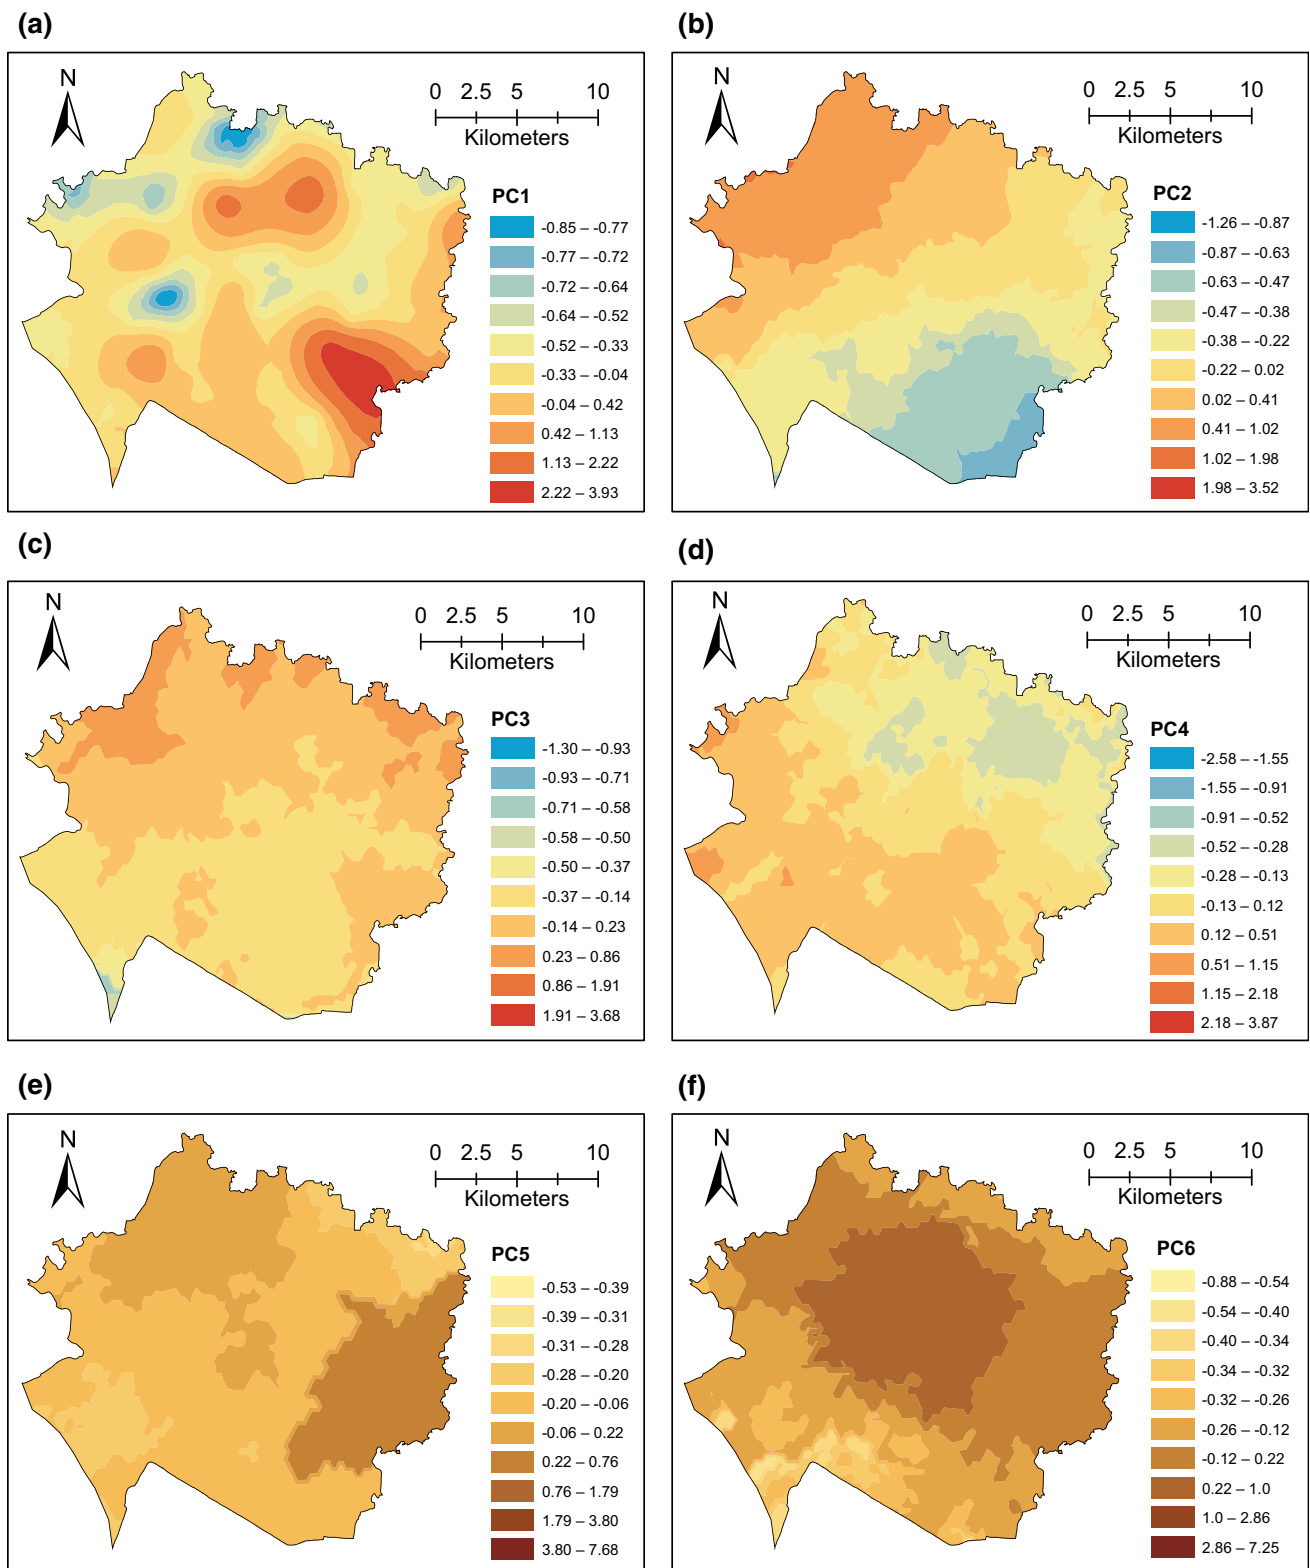 (a)
N
0 2.5 5 10
Kilometers
PC1
-0.85 – -0.77
-0.77 – -0.72
-0.72 – -0.64
-0.64 – -0.52
-0.52 – -0.33
-0.33 – -0.04
-0.04 – 0.42
0.42 – 1.13
1.13 – 2.22
2.22 – 3.93
(b)
N
0 2.5 5 10
Kilometers
PC2
-1.26 – -0.87
-0.87 – -0.63
-0.63 – -0.47
-0.47 – -0.38
-0.38 – -0.22
-0.22 – 0.02
0.02 – 0.41
0.41 – 1.02
1.02 – 1.98
1.98 – 3.52
(c)
N
0 2.5 5 10
Kilometers
PC3
-1.30 – -0.93
-0.93 – -0.71
-0.71 – -0.58
-0.58 – -0.50
-0.50 – -0.37
-0.37 – -0.14
-0.14 – 0.23
0.23 – 0.86
0.86 – 1.91
1.91 – 3.68
(d)
N
0 2.5 5 10
Kilometers
PC4
-2.58 – -1.55
-1.55 – -0.91
-0.91 – -0.52
-0.52 – -0.28
-0.28 – -0.13
-0.13 – 0.12
0.12 – 0.51
0.51 – 1.15
1.15 – 2.18
2.18 – 3.87
(e)
N
0 2.5 5 10
Kilometers
PC5
-0.53 – -0.39
-0.39 – -0.31
-0.31 – -0.28
-0.28 – -0.20
-0.20 – -0.06
-0.06 – 0.22
0.22 – 0.76
0.76 – 1.79
1.79 – 3.80
3.80 – 7.68
(f)
N
0 2.5 5 10
Kilometers
PC6
-0.88 – -0.54
-0.54 – -0.40
-0.40 – -0.34
-0.34 – -0.32
-0.32 – -0.26
-0.26 – -0.12
-0.12 – 0.22
0.22 – 1.0
1.0 – 2.86
2.86 – 7.25